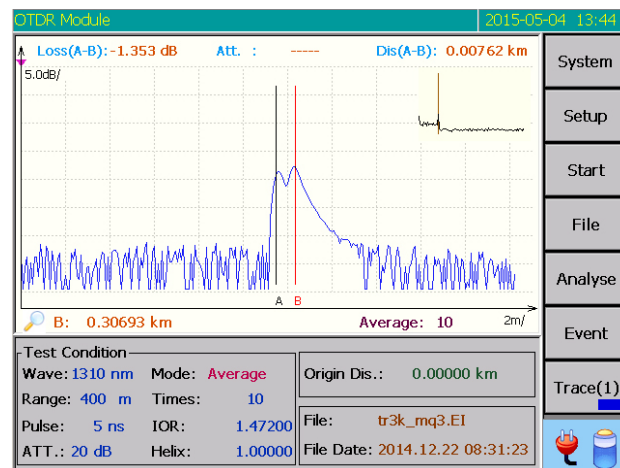 OTDR Module 2015-05-04 13:44
Loss(A-B):-1.353 dB Att. : ----- Dis(A-B): 0.00762 km
5.0dB/
A B
B: 0.30693 km Average: 10 2m/
System
Setup
Start
File
Analyse
Event
Trace(1)
Test Condition
Wave: 1310 nm Mode: Average
Range: 400 m Times: 10
Pulse: 5 ns IOR: 1.47200
ATT.: 20 dB Helix: 1.00000
Origin Dis.: 0.00000 km
File: tr3k_mq3.EI
File Date: 2014.12.22 08:31:23